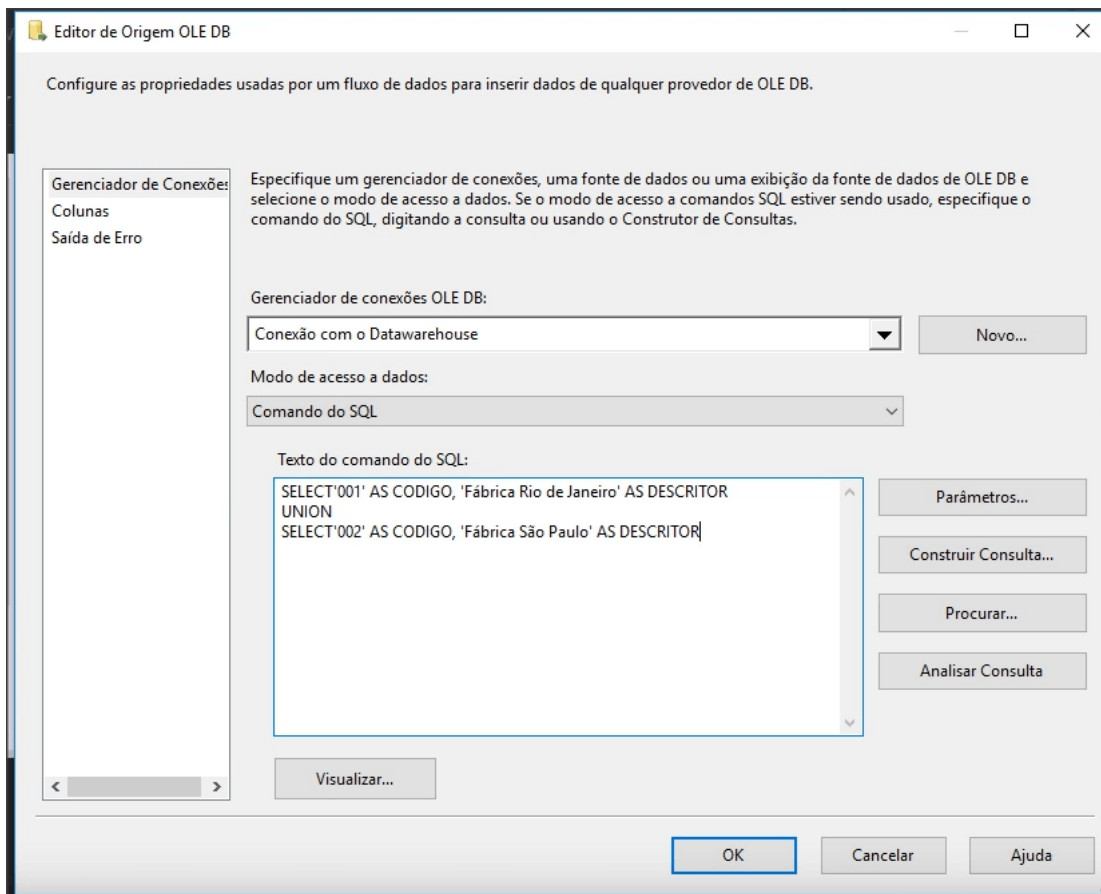 Editor de Origem OLE DB
Configure as propriedades usadas por um fluxo de dados para inserir dados de qualquer provedor de OLE DB.
Gerenciador de Conexões
Colunas
Saída de Erro
Especifique um gerenciador de conexões, uma fonte de dados ou uma exibição da fonte de dados de OLE DB e
selecione o modo de acesso a dados. Se o modo de acesso a comandos SQL estiver sendo usado, especifique o
comando do SQL, digitando a consulta ou usando o Construtor de Consultas.
Gerenciador de conexões OLE DB:
Conexão com o Datawarehouse
Novo...
Modo de acesso a dados:
Comando do SQL
Texto do comando do SQL:
SELECT'001' AS CODIGO, 'Fábrica Rio de Janeiro' AS DESCRITOR
UNION
SELECT'002' AS CODIGO, 'Fábrica São Paulo' AS DESCRITOR
Parâmetros...
Construir Consulta...
Procurar...
Analisar Consulta
Visualizar...
OK
Cancelar
Ajuda